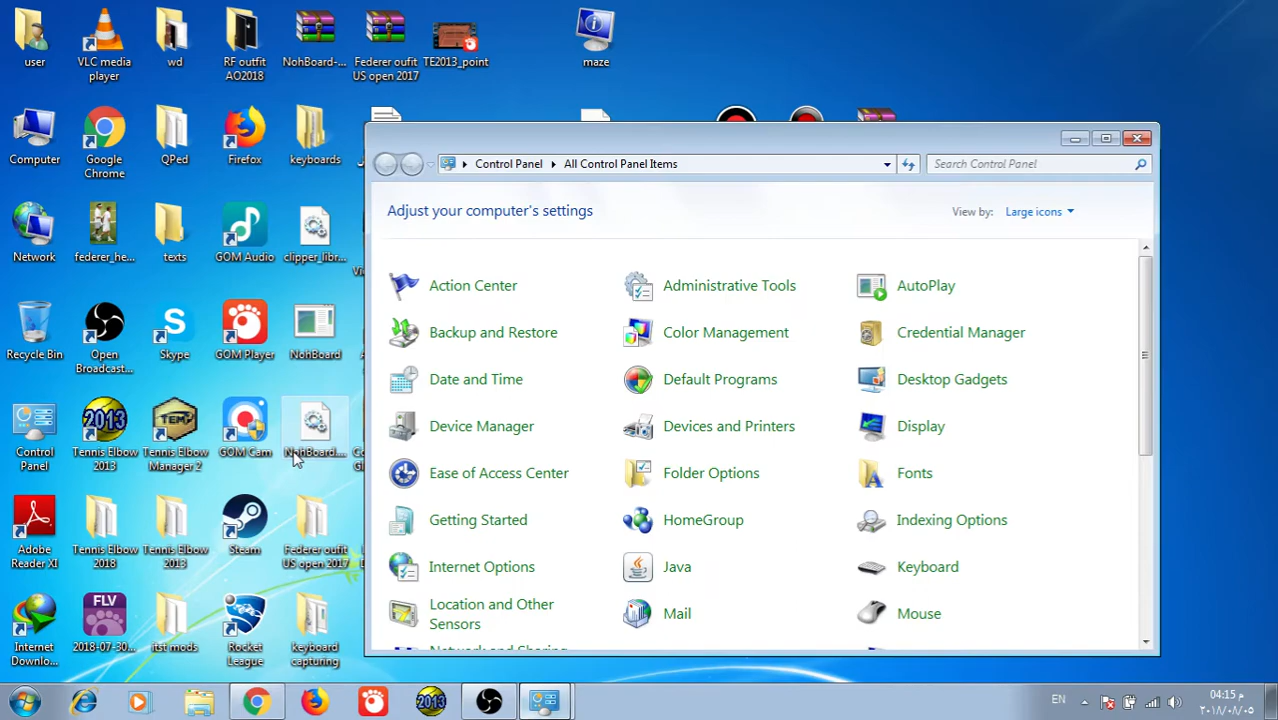 user
VLC media
player
wd
RF outfit
AO2018
NohBoard-...
Federer oufit
US open 2017
TE2013_point
maze
Computer
Google
Chrome
QPed
Firefox
keyboards
Network
federer_he...
texts
GOM Audio
clipper_libr...
Recycle Bin
Open
Broadcast...
Skype
GOM Player
NohBoard
Control
Panel
Tennis Elbow
2013
Tennis Elbow
Manager 2
GOM Cam
NohBoard....
Adobe
Reader XI
Tennis Elbow
2018
Tennis Elbow
2013
Steam
Federer oufit
US open 2017
Internet
Downlo...
FLV
2018-07-30...
ftst mods
Rocket
League
keyboard
capturing
Control Panel
All Control Panel Items
Search Control Panel
Adjust your computer's settings
View by: Large icons
Action Center
Administrative Tools
AutoPlay
Backup and Restore
Color Management
Credential Manager
Date and Time
Default Programs
Desktop Gadgets
Device Manager
Devices and Printers
Display
Ease of Access Center
Folder Options
Fonts
Getting Started
HomeGroup
Indexing Options
Internet Options
Java
Keyboard
Location and Other
Sensors
Mail
Mouse
EN
04:15 م
٢٠١٨/٠٨/٠٥